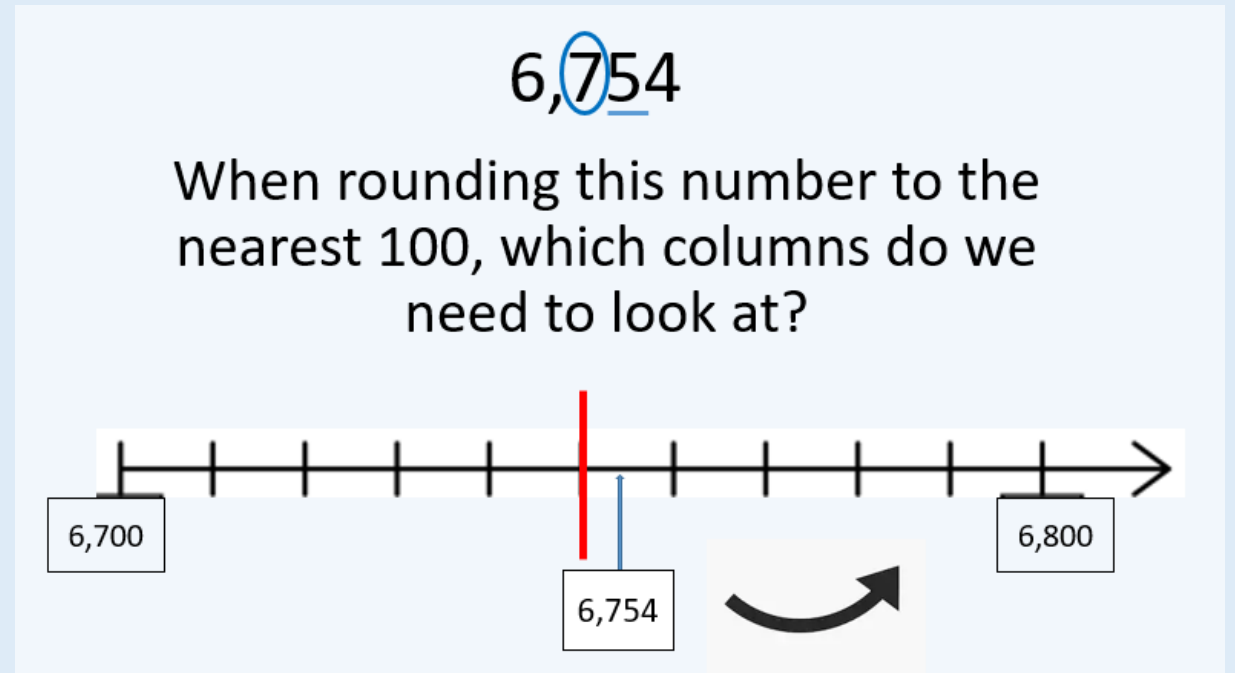 6,754
When rounding this number to the
nearest 100, which columns do we
need to look at?
6,700
6,800
6,754